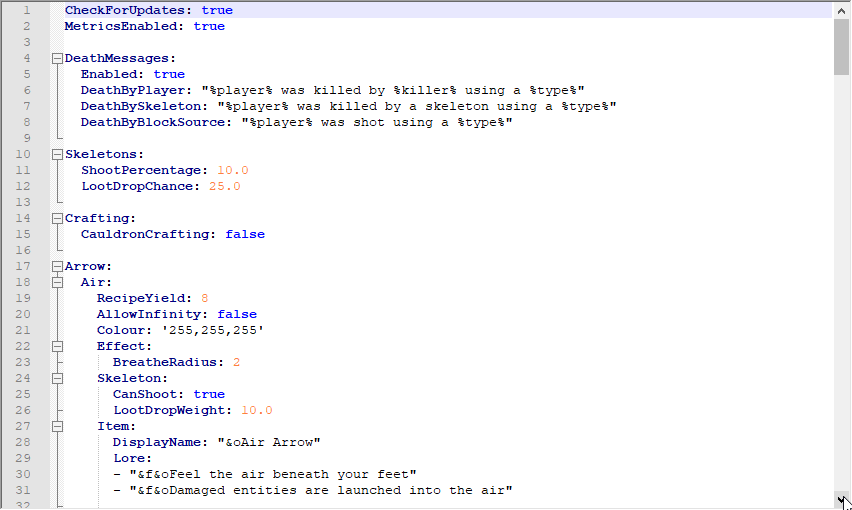 1 CheckForUpdates: true
2 MetricsEnabled: true
3
4 DeathMessages:
5 Enabled: true
6 DeathByPlayer: "%player% was killed by %killer% using a %type%"
7 DeathBySkeleton: "%player% was killed by a skeleton using a %type%"
8 DeathByBlockSource: "%player% was shot using a %type%"
9
10 Skeletons:
11 ShootPercentage: 10.0
12 LootDropChance: 25.0
13
14 Crafting:
15 CauldronCrafting: false
16
17 Arrow:
18 Air:
19 RecipeYield: 8
20 AllowInfinity: false
21 Colour: '255,255,255'
22 Effect:
23 BreatheRadius: 2
24 Skeleton:
25 CanShoot: true
26 LootDropWeight: 10.0
27 Item:
28 DisplayName: "&oAir Arrow"
29 Lore:
30 - "&f&oFeel the air beneath your feet"
31 - "&f&oDamaged entities are launched into the air"
32